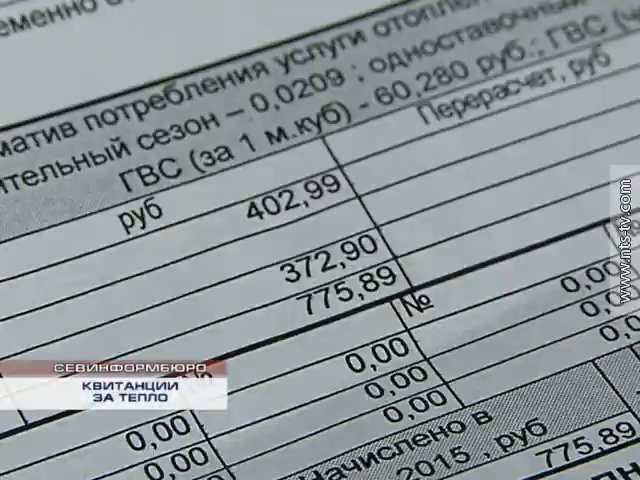 еменно
матив потребления услуги отопле
ительный сезон – 0,0209 ; одноставочный
ГВС (за 1 м.куб) - 60,280 руб.; ГВС (
руб
Перерасчет, руб
402,99
372,90
775,89
№
0,00
0,00
0,00
0,00
0,00
0,00
0,00
0,00
Начислено в
2015 , руб
775,89
www.nts-tv.com
СЕВИНФОРМБЮРО
КВИТАНЦИИ
ЗА ТЕПЛО